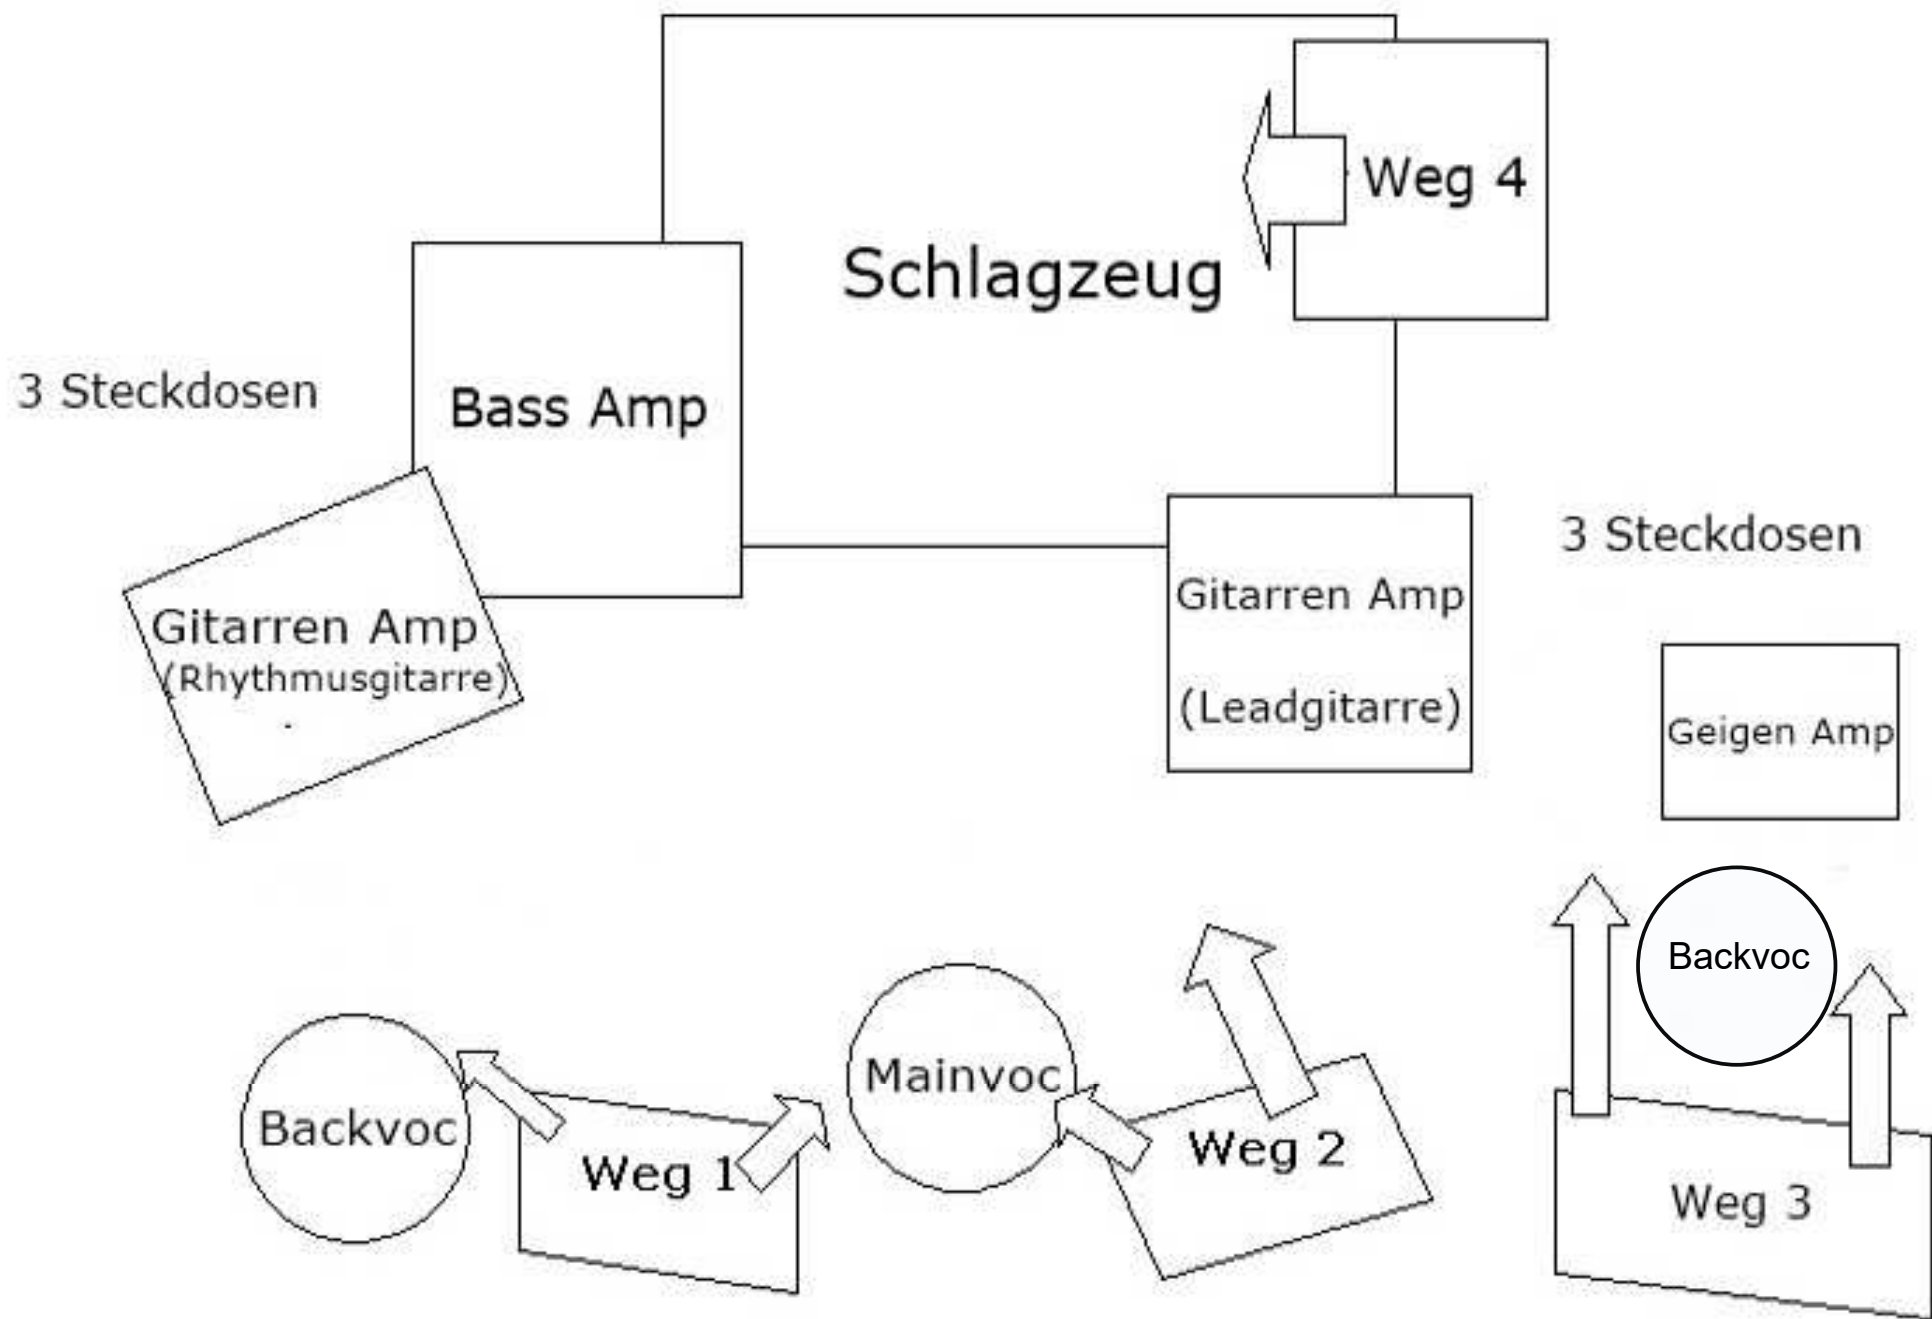 Weg 4
Schlagzeug
3 Steckdosen
Bass Amp
3 Steckdosen
Gitarren Amp
(Rhythmusgitarre)
Gitarren Amp
(Leadgitarre)
Geigen Amp
Backvoc
Mainvoc
Backvoc
Weg 1
Weg 2
Weg 3